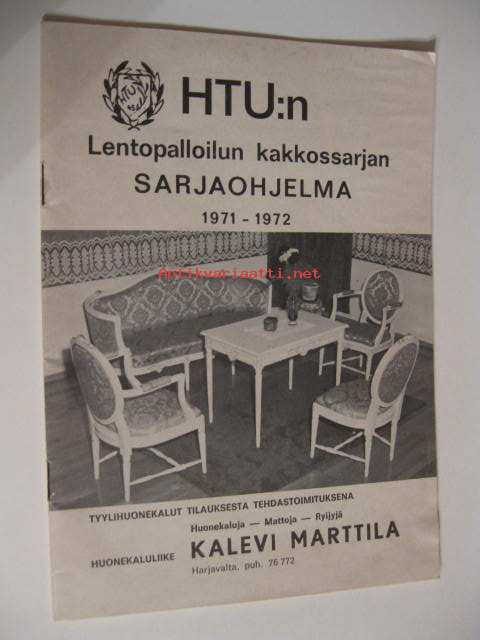 HTU
HTU:n
Lentopalloilun kakkossarjan
SARJAOHJELMA
1971 - 1972
Antikvariaatti.net
TYYLIHUONEKALUT TILAUKSESTA TEHDASTOIMITUKSENA
Huonekaluja — Mattoja — Ryijyjä
HUONEKALULIIKE KALEVI MARTTILA
Harjavalta, puh. 76 772